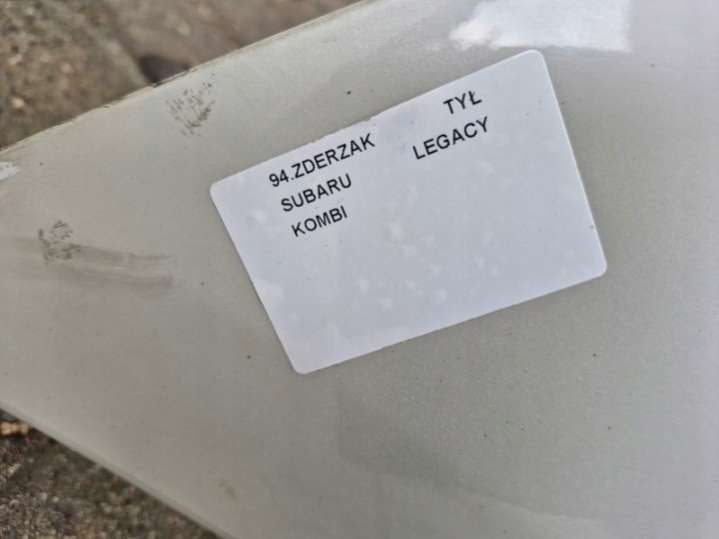 94.ZDERZAK TYŁ
SUBARU LEGACY
KOMBI